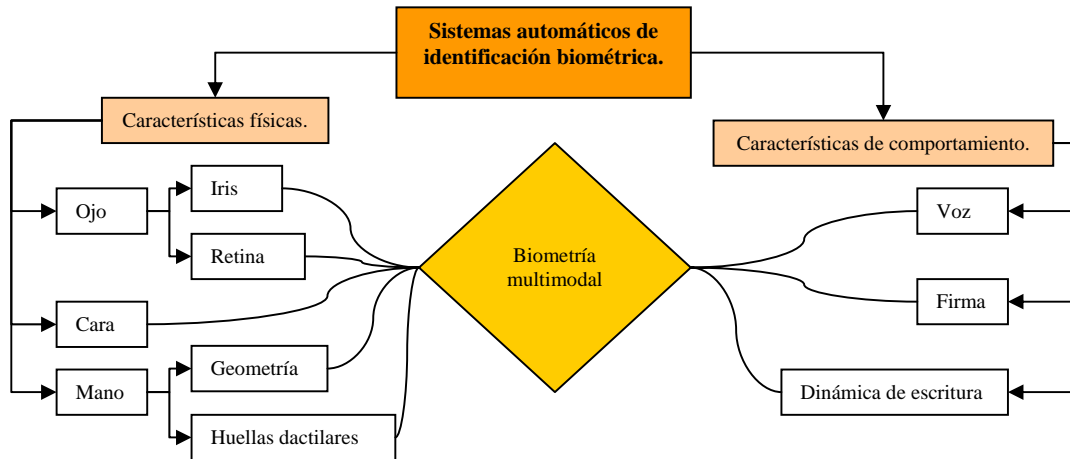 Sistemas automáticos de
identificación biométrica.
Características físicas.
Características de comportamiento.
Ojo
Iris
Retina
Cara
Mano
Geometría
Huellas dactilares
Biometría
multimodal
Voz
Firma
Dinámica de escritura